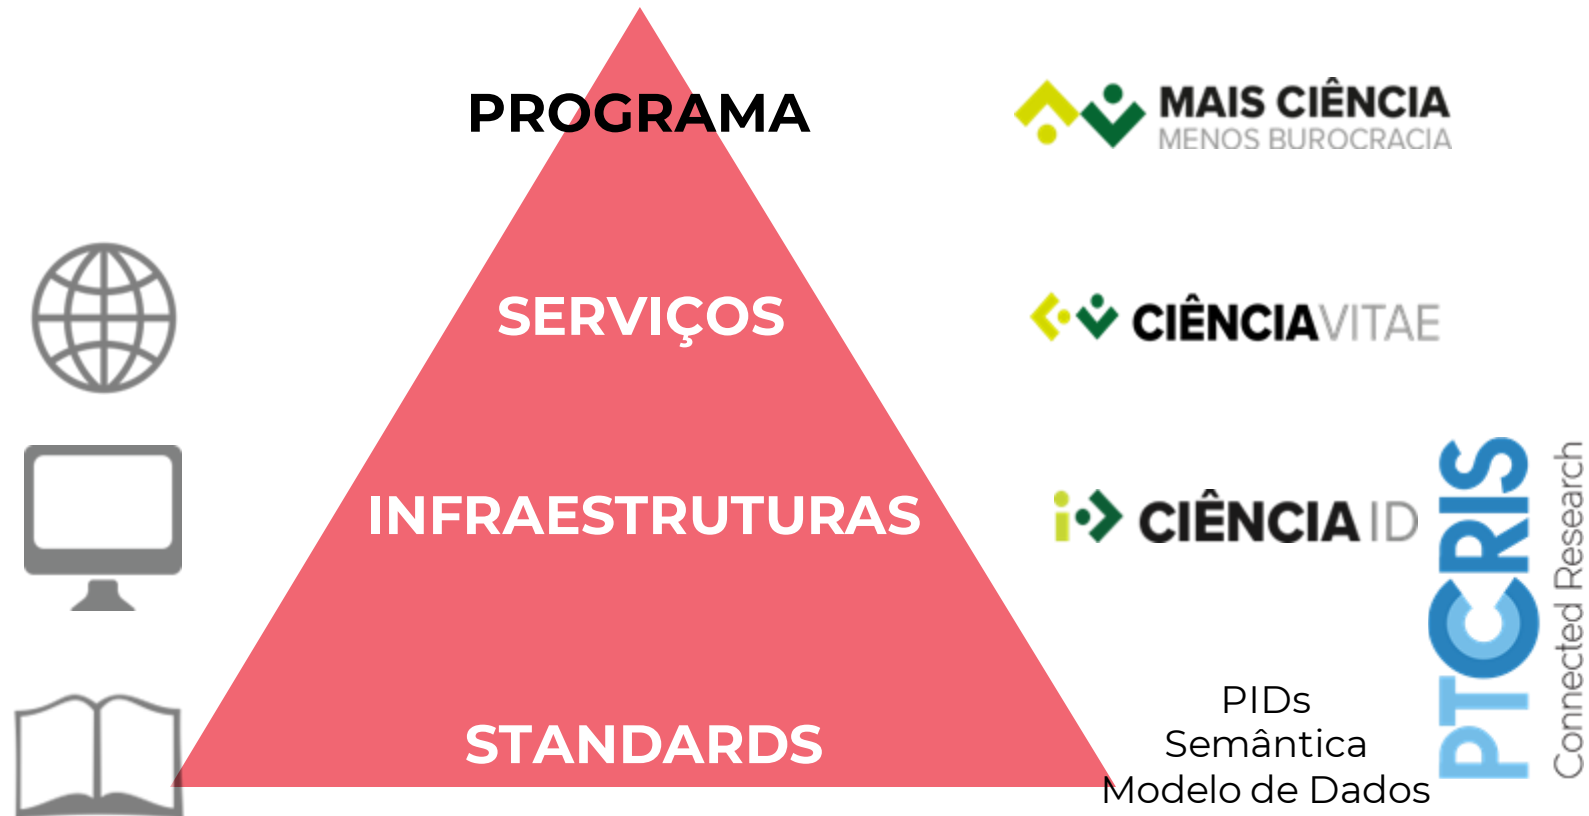 PROGRAMA
MAIS CIÊNCIA
MENOS BUROCRACIA
SERVIÇOS
CIÊNCIAVITAE
INFRAESTRUTURAS
CIÊNCIA ID
STANDARDS
PIDs
Semântica
Modelo de Dados
PTCRIS
Connected Research